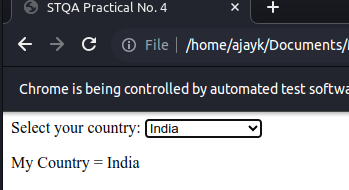 STQA Practical No. 4
File /home/ajayk/Documents/
Chrome is being controlled by automated test softwa
Select your country: India
My Country = India